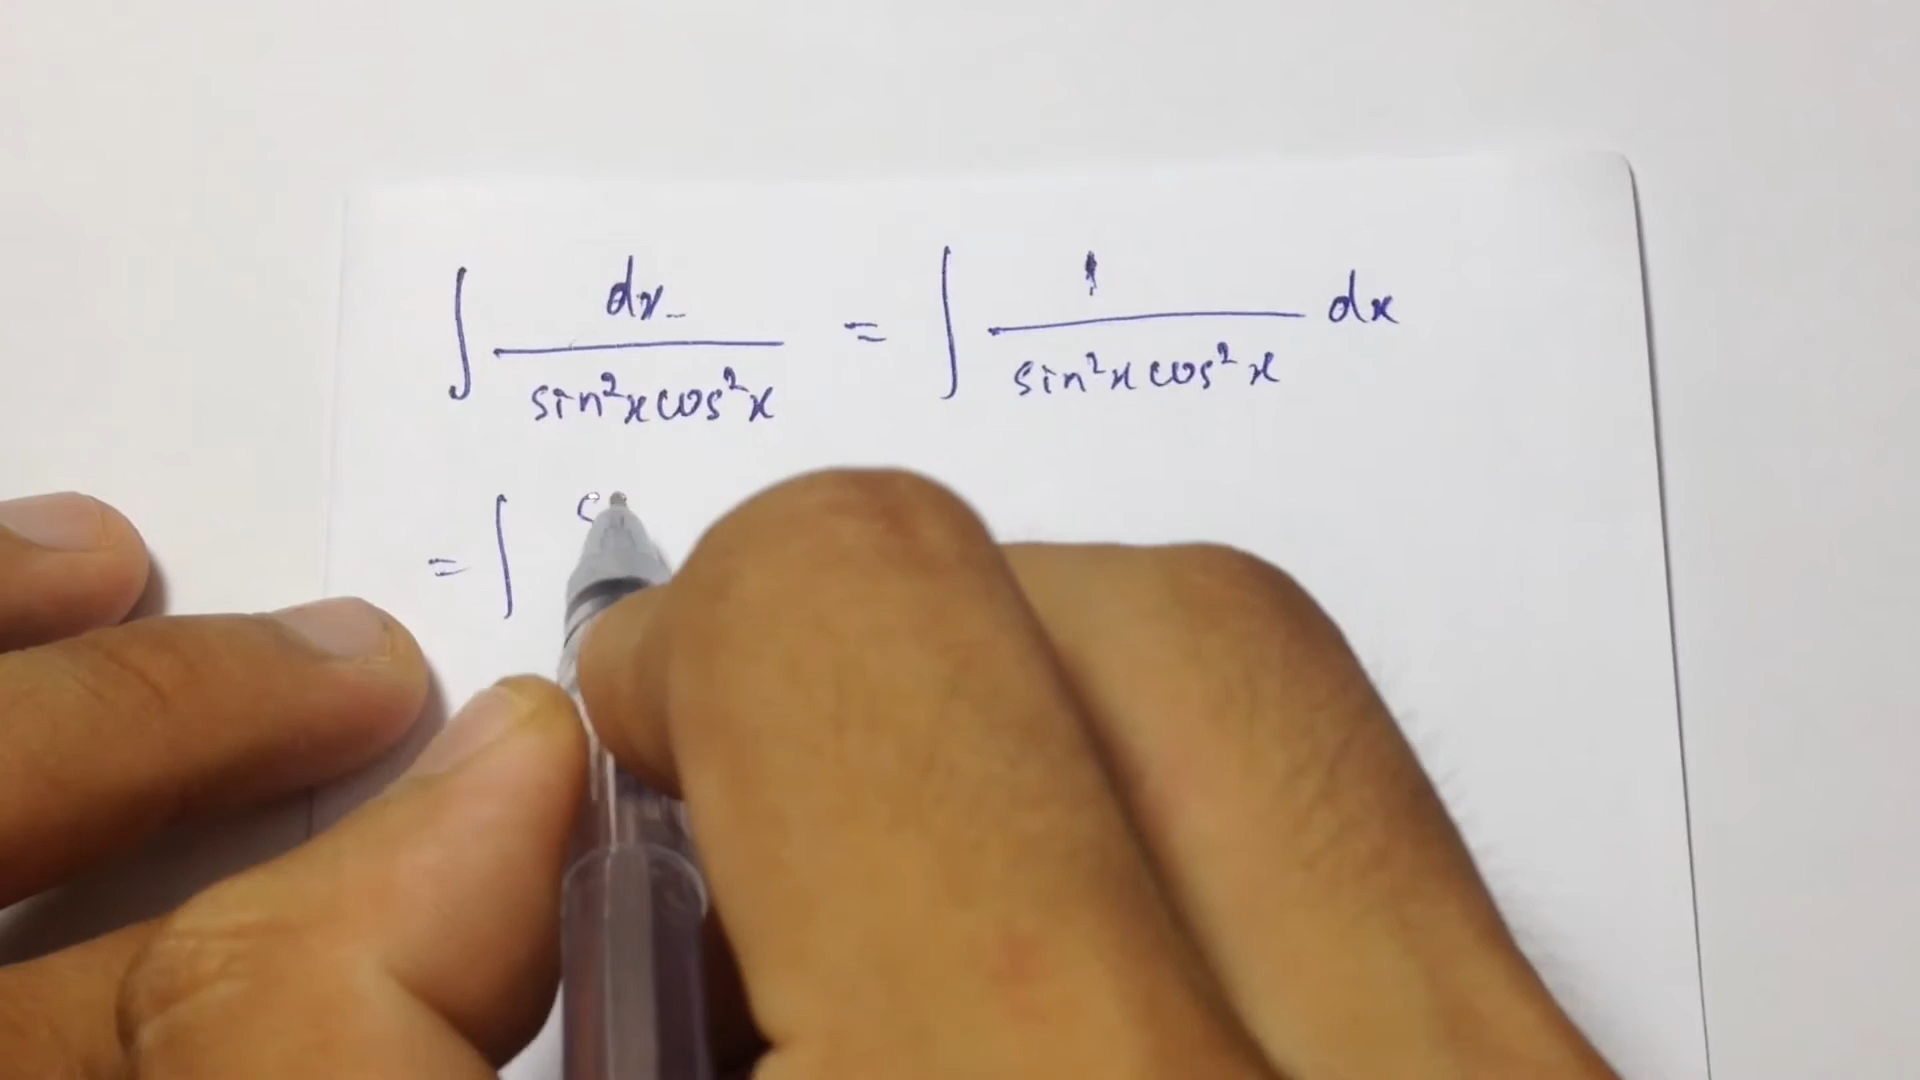 ∫ dx / sin²x cos²x = ∫ 1 / sin²x cos²x dx
= ∫ s